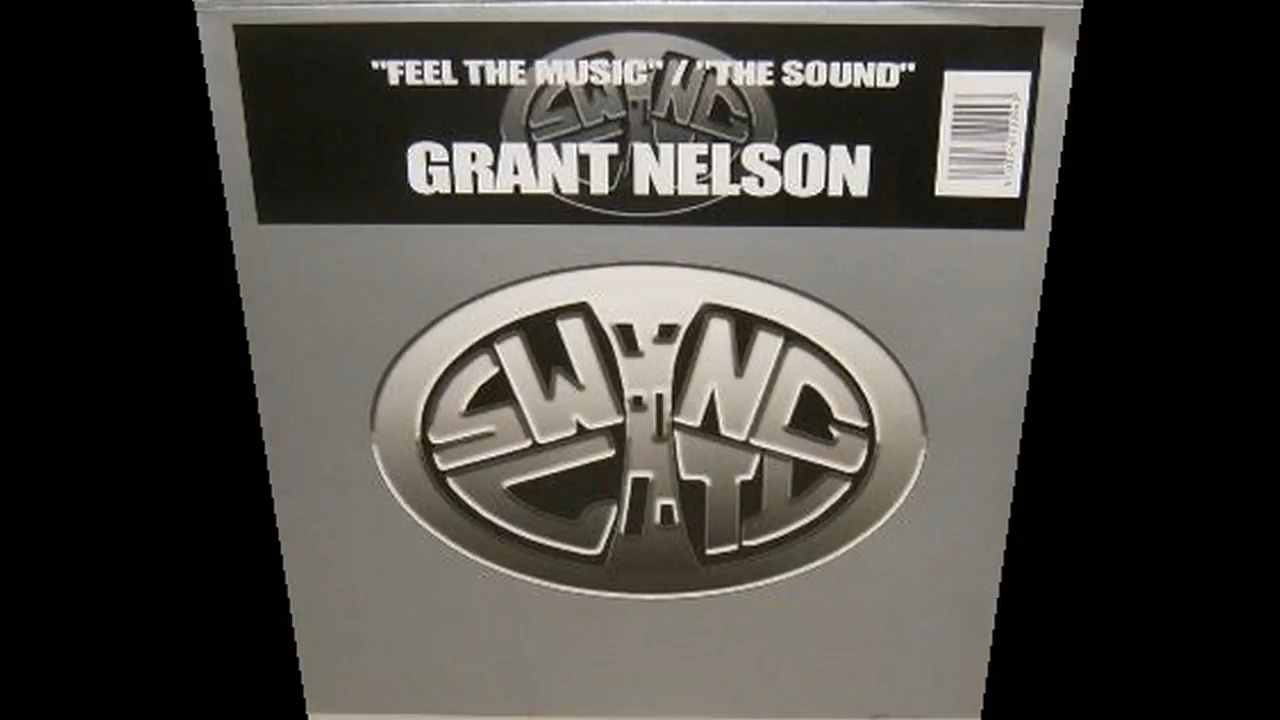 "FEEL THE MUSIC" / "THE SOUND"
GRANT NELSON
SWING
CITY